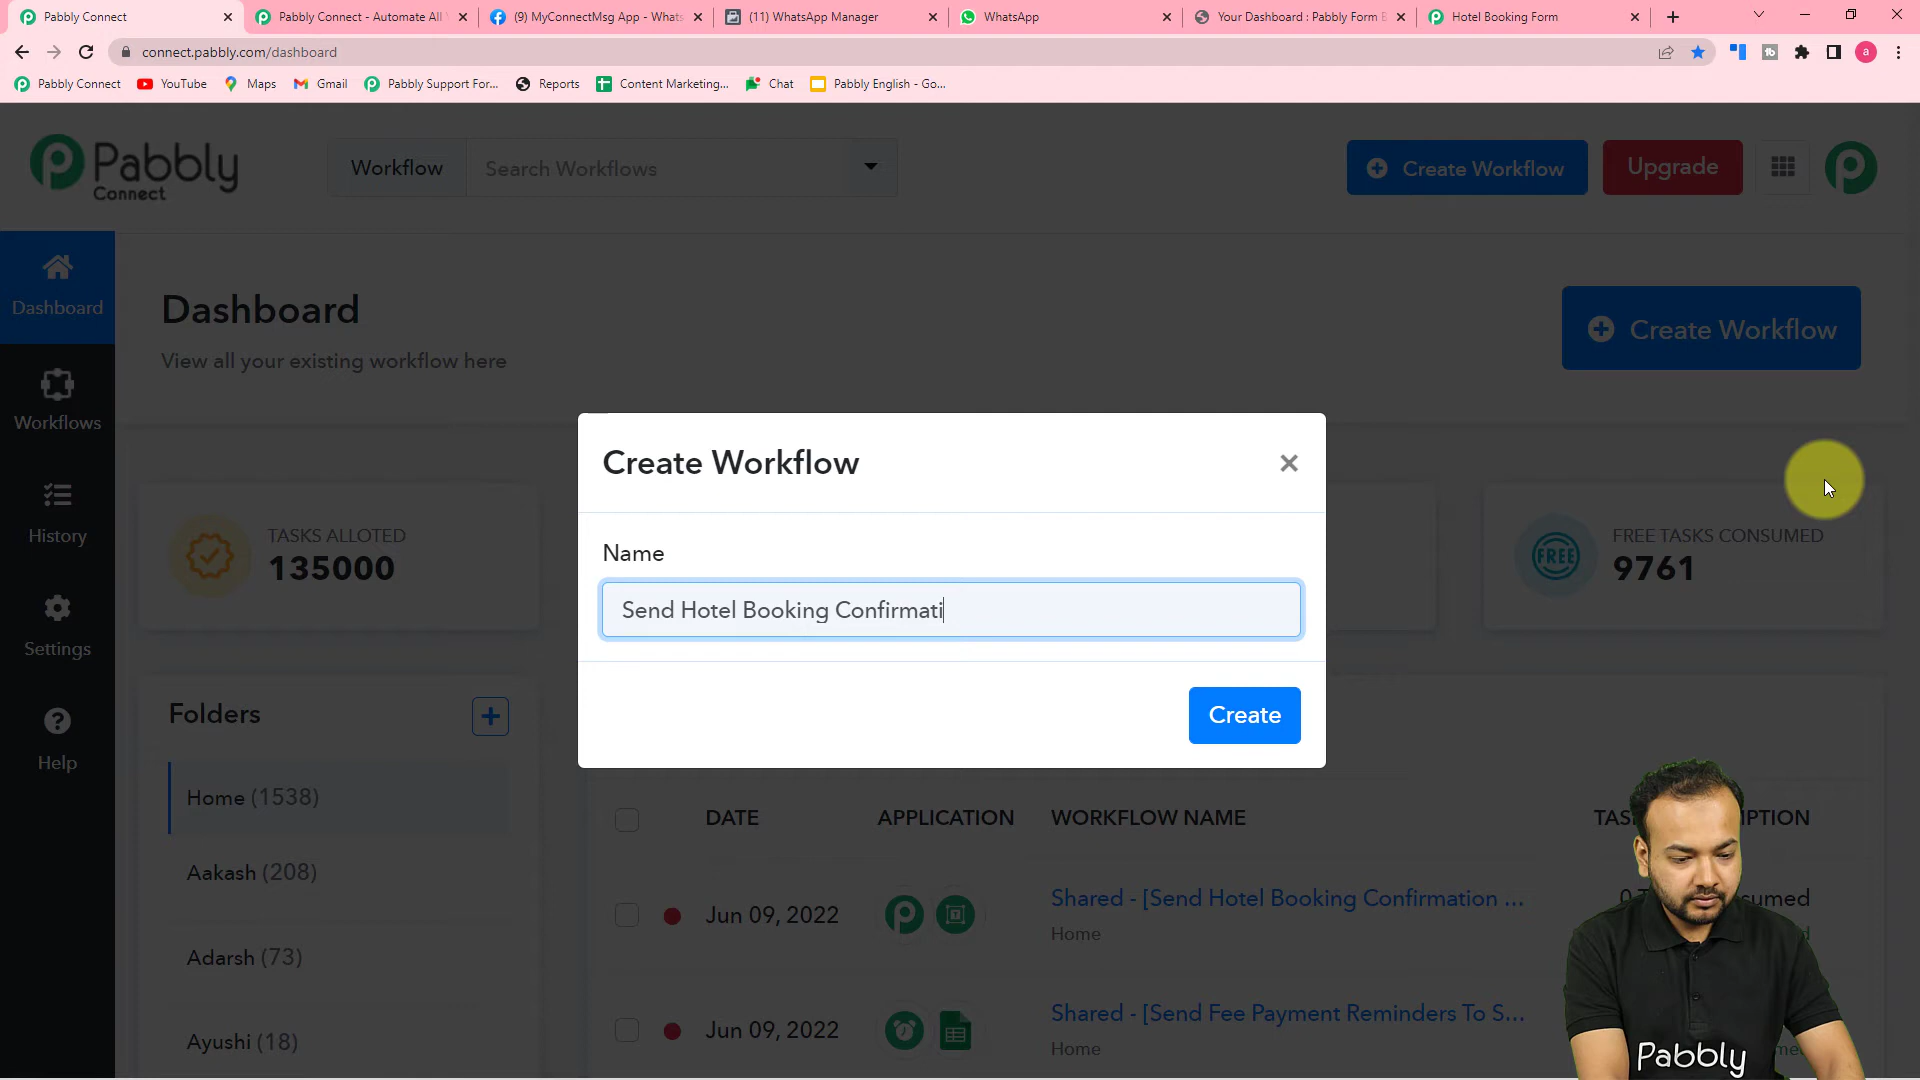 Pabbly Connect
Pabbly Connect - Automate All Y
(9) MyConnectMsg App - Whats
(11) WhatsApp Manager
WhatsApp
Your Dashboard : Pabbly Form B
Hotel Booking Form
connect.pabbly.com/dashboard
Pabbly Connect
YouTube
Maps
Gmail
Pabbly Support For...
Reports
Content Marketing...
Chat
Pabbly English - Go...
Pabbly
Connect
Workflow
Search Workflows
Create Workflow
Upgrade
Dashboard
Workflows
History
Settings
Help
Dashboard
View all your existing workflow here
Create Workflow
Create Workflow
Name
Send Hotel Booking Confirmati
Create
TASKS ALLOTED
135000
FREE TASKS CONSUMED
FREE
9761
Folders
Home (1538)
Aakash (208)
Adarsh (73)
Ayushi (18)
DATE
APPLICATION
WORKFLOW NAME
Jun 09, 2022
Shared - [Send Hotel Booking Confirmation ...
Home
Jun 09, 2022
Shared - [Send Fee Payment Reminders To S...
Home
Pabbly